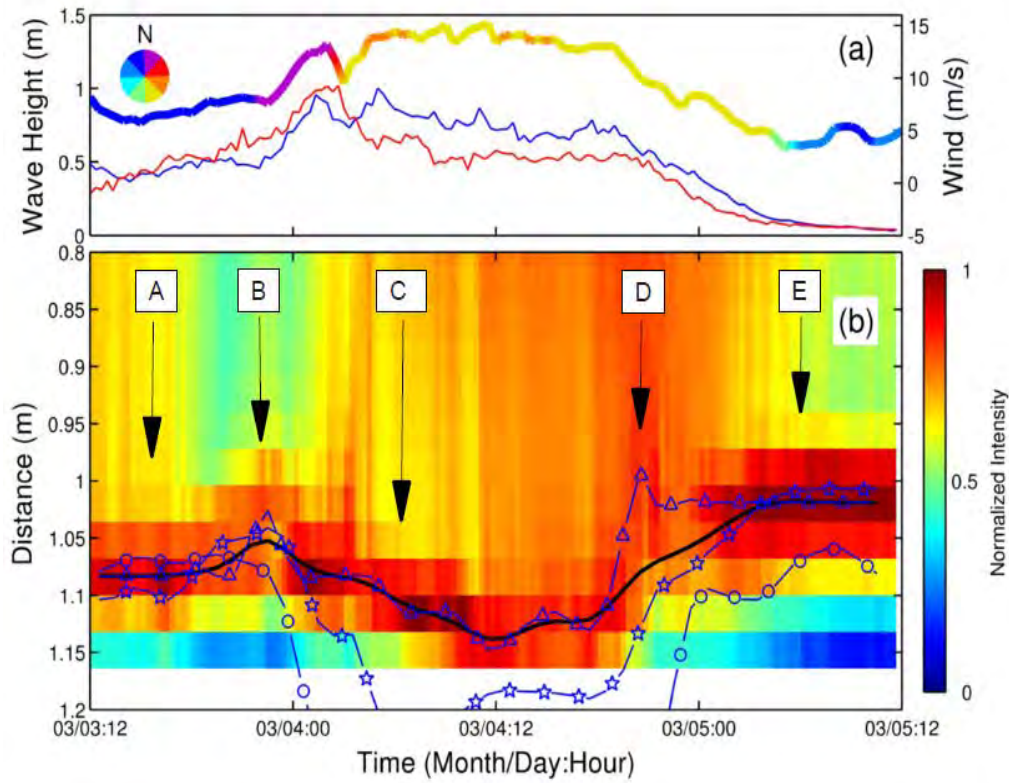 1.5
1
0.5
0
Wave Height (m)
N
(a)
15
10
5
0
-5
Wind (m/s)
0.8
0.85
0.9
0.95
1
1.05
1.1
1.15
1.2
Distance (m)
A
B
C
D
E
(b)
1
0.5
0
Normalized Intensity
03/03:12 03/04:00 03/04:12 03/05:00 03/05:12
Time (Month/Day:Hour)